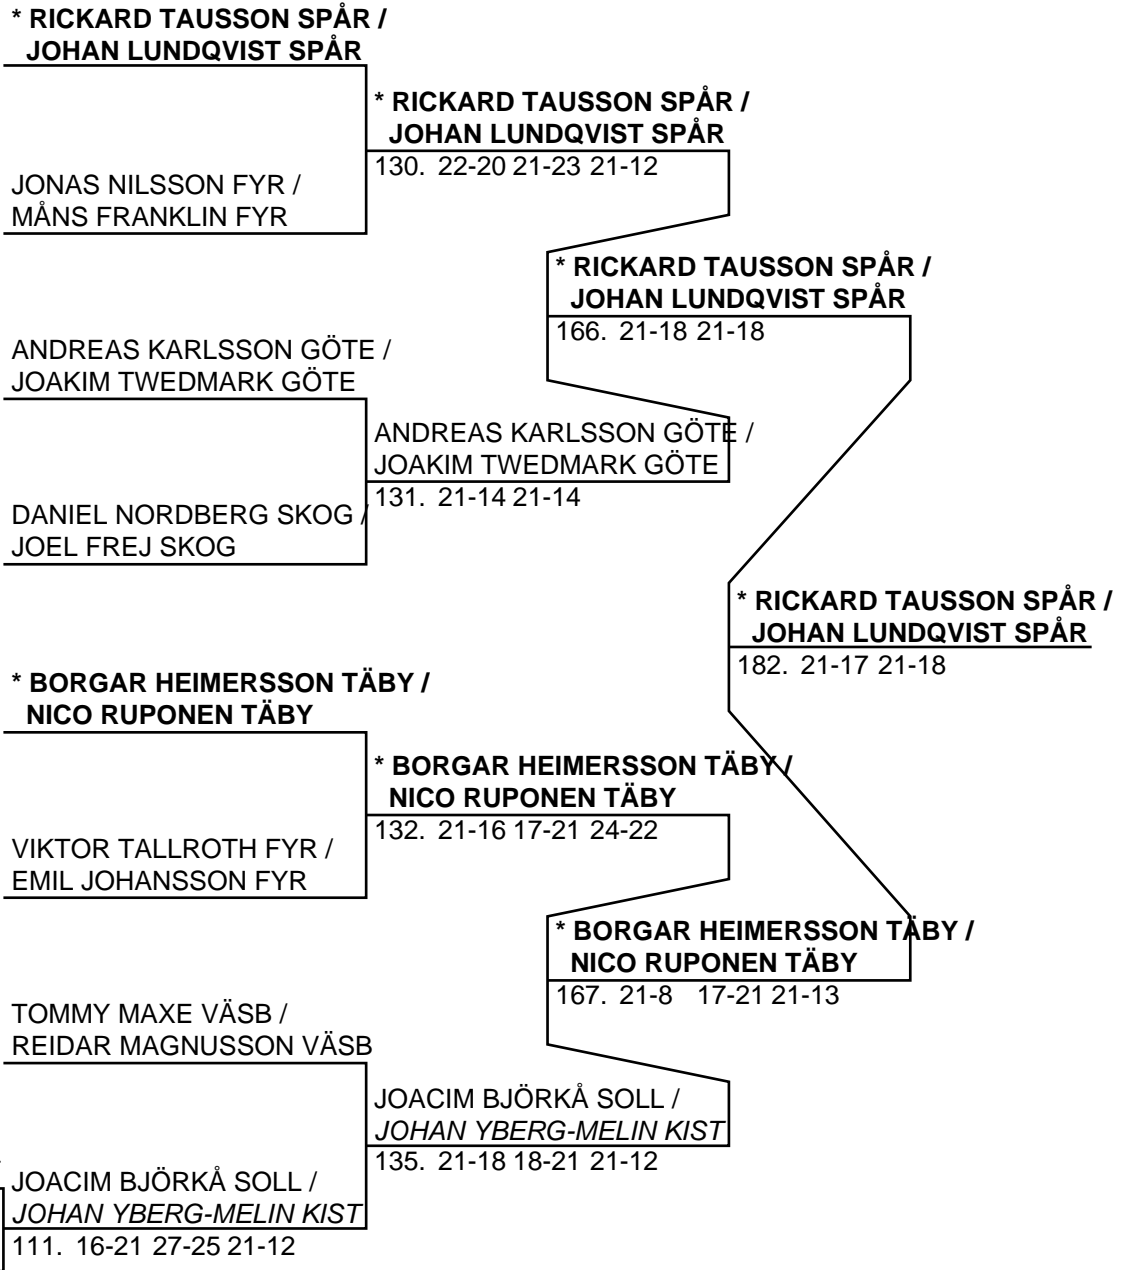 * RICKARD TAUSSON SPÅR /
JOHAN LUNDQVIST SPÅR
* RICKARD TAUSSON SPÅR /
JOHAN LUNDQVIST SPÅR
130. 22-20 21-23 21-12
JONAS NILSSON FYR /
MÅNS FRANKLIN FYR
* RICKARD TAUSSON SPÅR /
JOHAN LUNDQVIST SPÅR
166. 21-18 21-18
ANDREAS KARLSSON GÖTE /
JOAKIM TWEDMARK GÖTE
ANDREAS KARLSSON GÖTE /
JOAKIM TWEDMARK GÖTE
131. 21-14 21-14
DANIEL NORDBERG SKOG /
JOEL FREJ SKOG
* RICKARD TAUSSON SPÅR /
JOHAN LUNDQVIST SPÅR
182. 21-17 21-18
* BORGAR HEIMERSSON TÄBY /
NICO RUPONEN TÄBY
* BORGAR HEIMERSSON TÄBY /
NICO RUPONEN TÄBY
132. 21-16 17-21 24-22
VIKTOR TALLROTH FYR /
EMIL JOHANSSON FYR
* BORGAR HEIMERSSON TÄBY /
NICO RUPONEN TÄBY
167. 21-8 17-21 21-13
TOMMY MAXE VÄSB /
REIDAR MAGNUSSON VÄSB
JOACIM BJÖRKÅ SOLL /
JOHAN YBERG-MELIN KIST
135. 21-18 18-21 21-12
JOACIM BJÖRKÅ SOLL /
JOHAN YBERG-MELIN KIST
111. 16-21 27-25 21-12